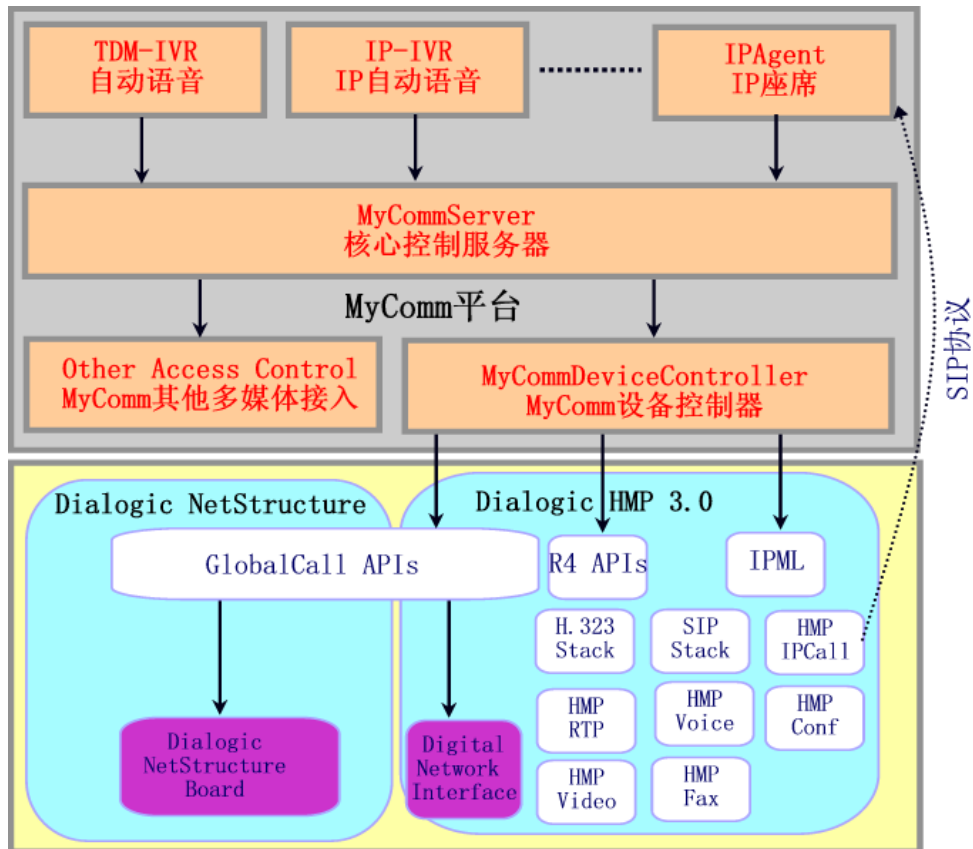 TDM-IVR
自动语音
IP-IVR
IP自动语音
IPAgent
IP座席
MyCommServer
核心控制服务器
MyComm平台
SIP协议
Other Access Control
MyComm其他多媒体接入
MyCommDeviceController
MyComm设备控制器
Dialogic NetStructure
Dialogic HMP 3.0
GlobalCall APIs
R4 APIs
IPML
H.323
Stack
SIP
Stack
HMP
IPCall
HMP
RTP
HMP
Voice
HMP
Conf
Dialogic
NetStructure
Board
Digital
Network
Interface
HMP
Video
HMP
Fax